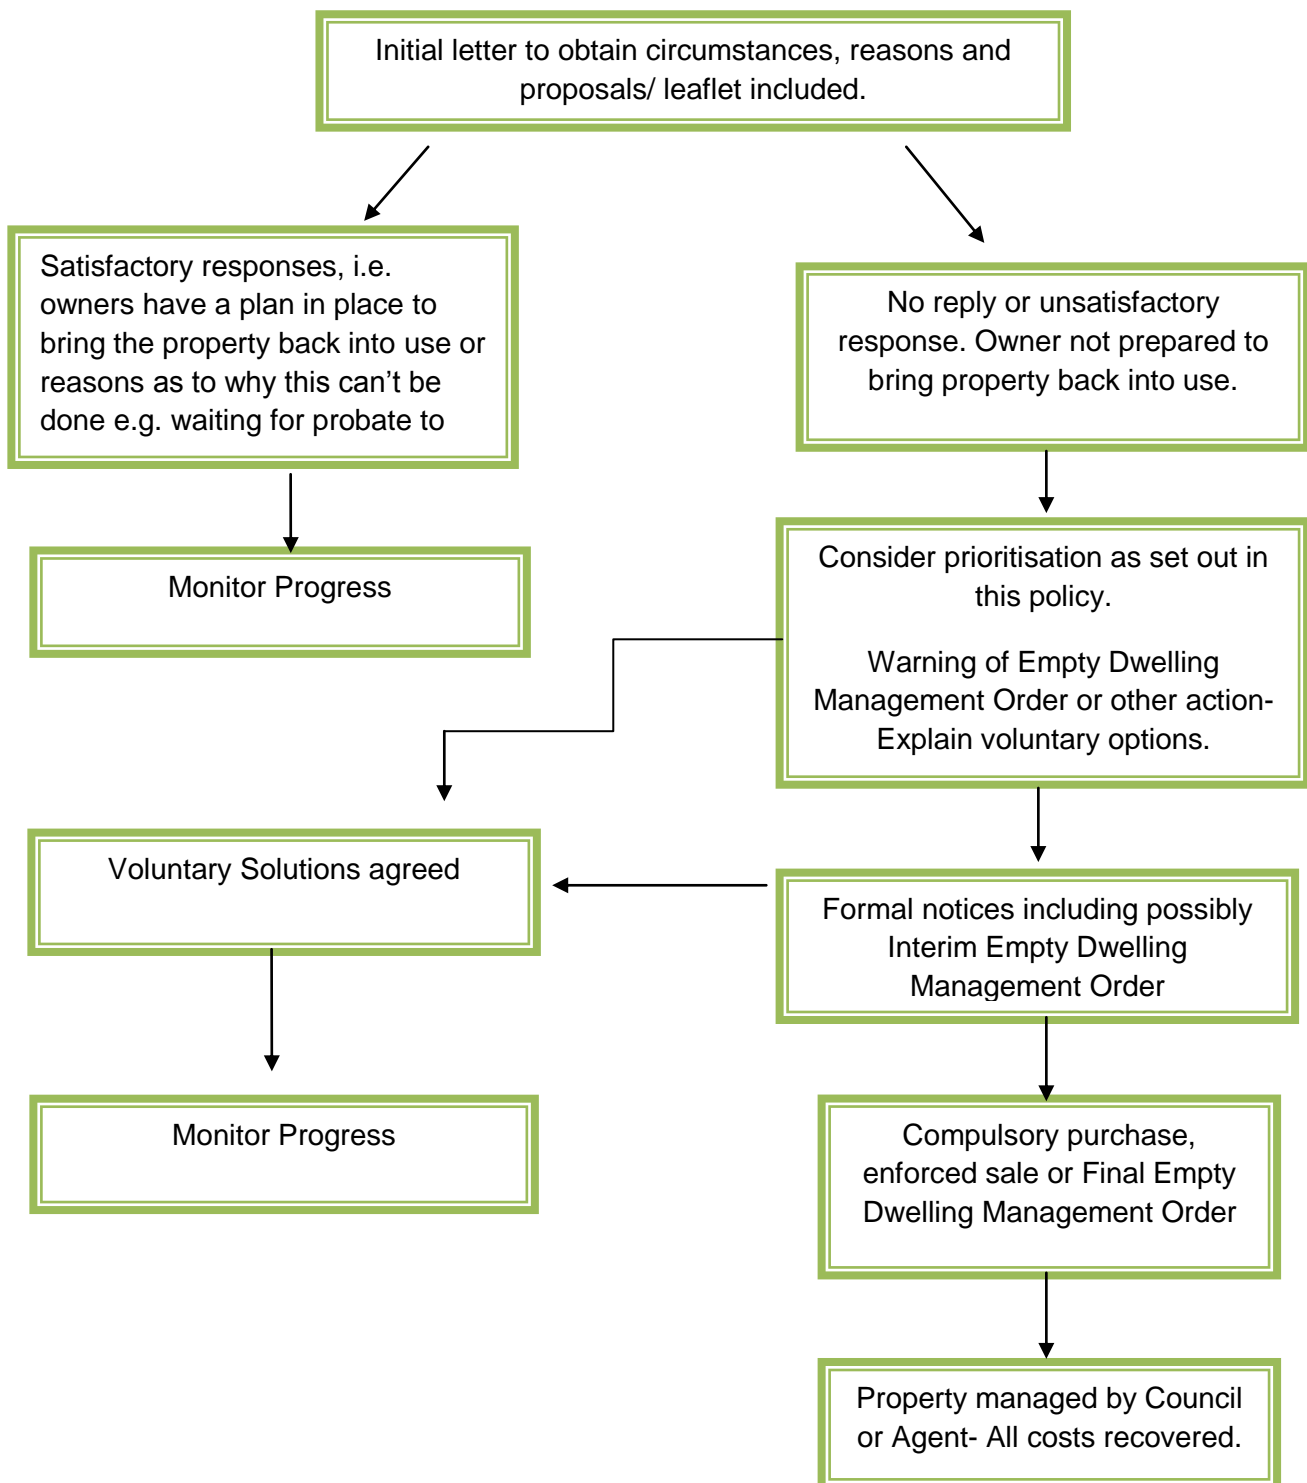 Initial letter to obtain circumstances, reasons and
proposals/ leaflet included.
Satisfactory responses, i.e.
owners have a plan in place to
bring the property back into use or
reasons as to why this can’t be
done e.g. waiting for probate to
No reply or unsatisfactory
response. Owner not prepared to
bring property back into use.
Monitor Progress
Consider prioritisation as set out in
this policy.
Warning of Empty Dwelling
Management Order or other action-
Explain voluntary options.
Voluntary Solutions agreed
Formal notices including possibly
Interim Empty Dwelling
Management Order
Monitor Progress
Compulsory purchase,
enforced sale or Final Empty
Dwelling Management Order
Property managed by Council
or Agent- All costs recovered.